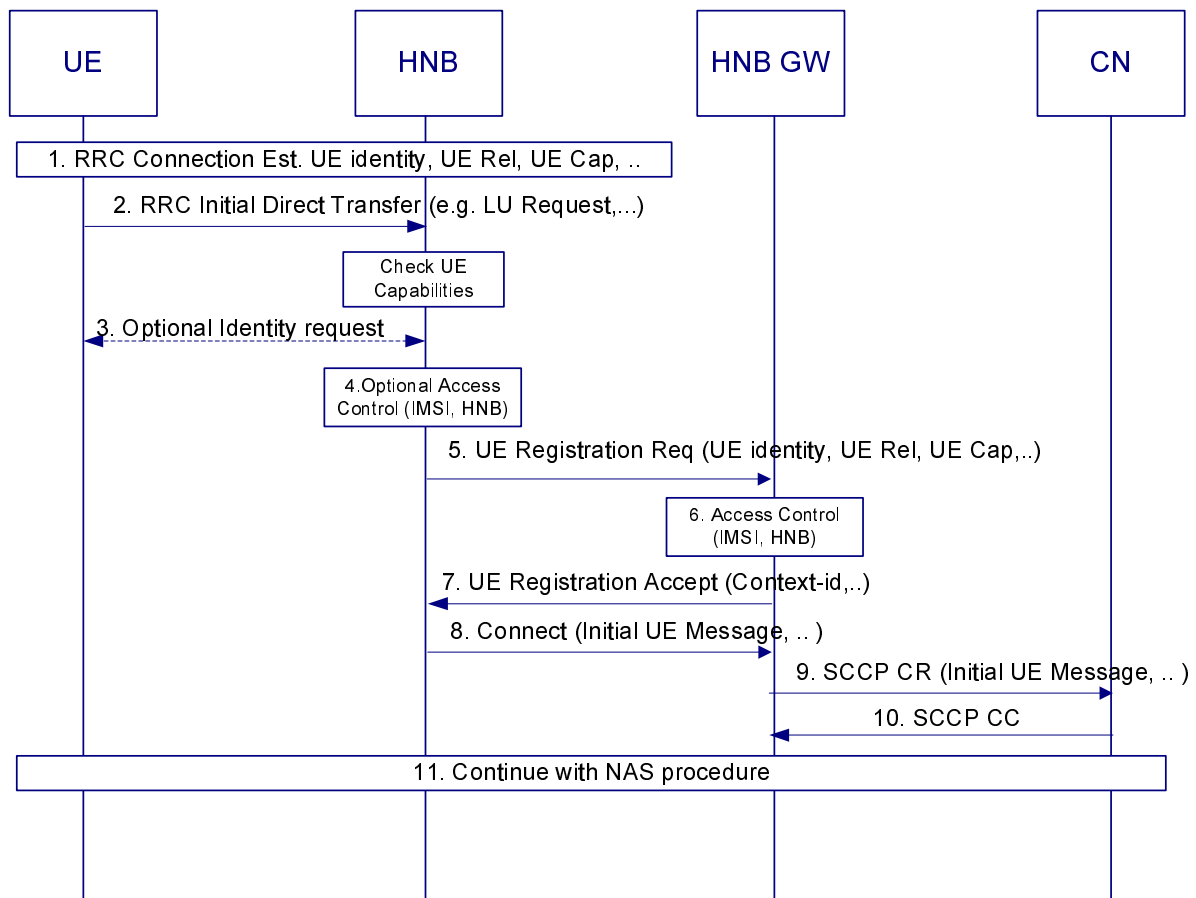 UE
HNB
HNB GW
CN
1. RRC Connection Est. UE identity, UE Rel, UE Cap, ..
2. RRC Initial Direct Transfer (e.g. LU Request,...)
Check UE
Capabilities
3. Optional Identity request
4.Optional Access
Control (IMSI, HNB)
5. UE Registration Req (UE identity, UE Rel, UE Cap,..)
6. Access Control
(IMSI, HNB)
7. UE Registration Accept (Context-id,..)
8. Connect (Initial UE Message, .. )
9. SCCP CR (Initial UE Message, .. )
10. SCCP CC
11. Continue with NAS procedure